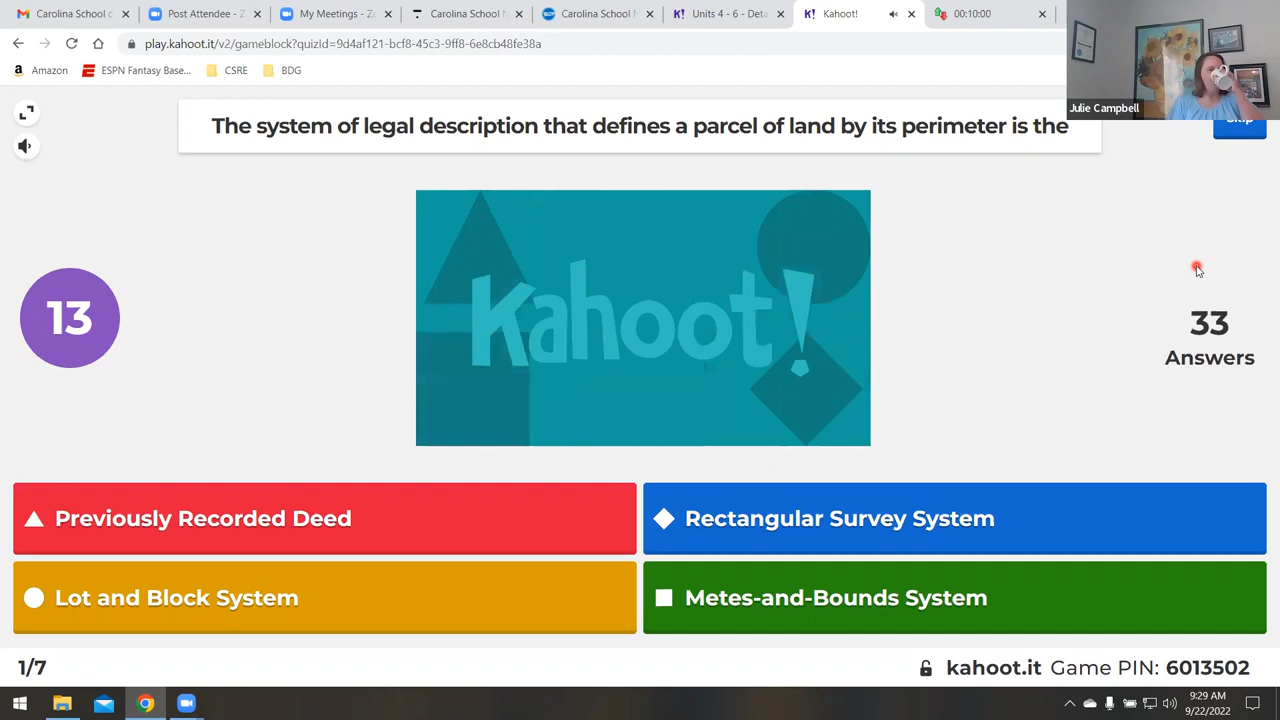 Carolina School o
Post Attendee - Z
My Meetings - Zo
Carolina School N
Carolina School N
Units 4 - 6 - Deta
Kahoot!
00:10:00
play.kahoot.it/v2/gameblock?quizId=9d4af121-bcf8-45c3-9ff8-6e8cb48fe38a
Amazon
ESPN Fantasy Base...
CSRE
BDG
Julie Campbell
Skip
The system of legal description that defines a parcel of land by its perimeter is the
Kahoot!
13
33
Answers
Previously Recorded Deed
Rectangular Survey System
Lot and Block System
Metes-and-Bounds System
1/7
kahoot.it Game PIN: 6013502
9:29 AM
9/22/2022